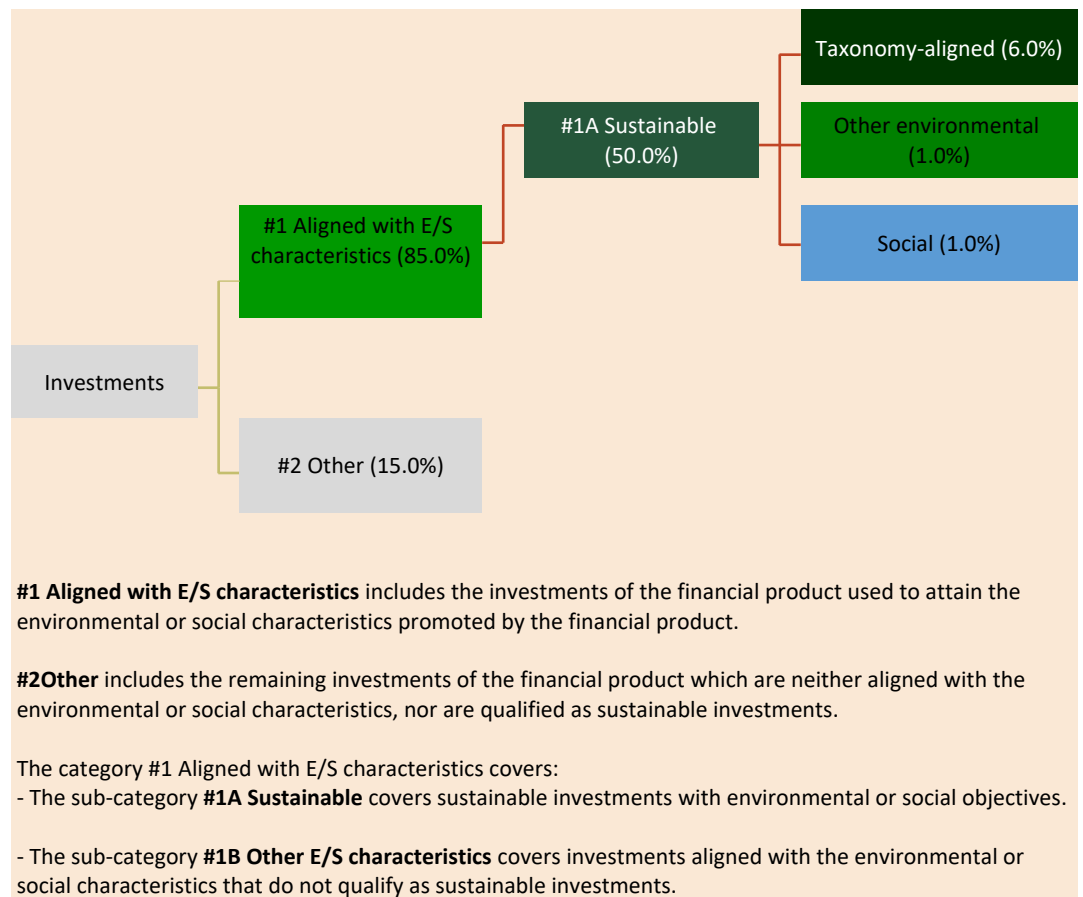 Taxonomy-aligned (6.0%)
#1A Sustainable
(50.0%)
Other environmental
(1.0%)
#1 Aligned with E/S
characteristics (85.0%)
Social (1.0%)
Investments
#2 Other (15.0%)
#1 Aligned with E/S characteristics includes the investments of the financial product used to attain the
environmental or social characteristics promoted by the financial product.
#2Other includes the remaining investments of the financial product which are neither aligned with the
environmental or social characteristics, nor are qualified as sustainable investments.
The category #1 Aligned with E/S characteristics covers:
- The sub-category #1A Sustainable covers sustainable investments with environmental or social objectives.
- The sub-category #1B Other E/S characteristics covers investments aligned with the environmental or
social characteristics that do not qualify as sustainable investments.